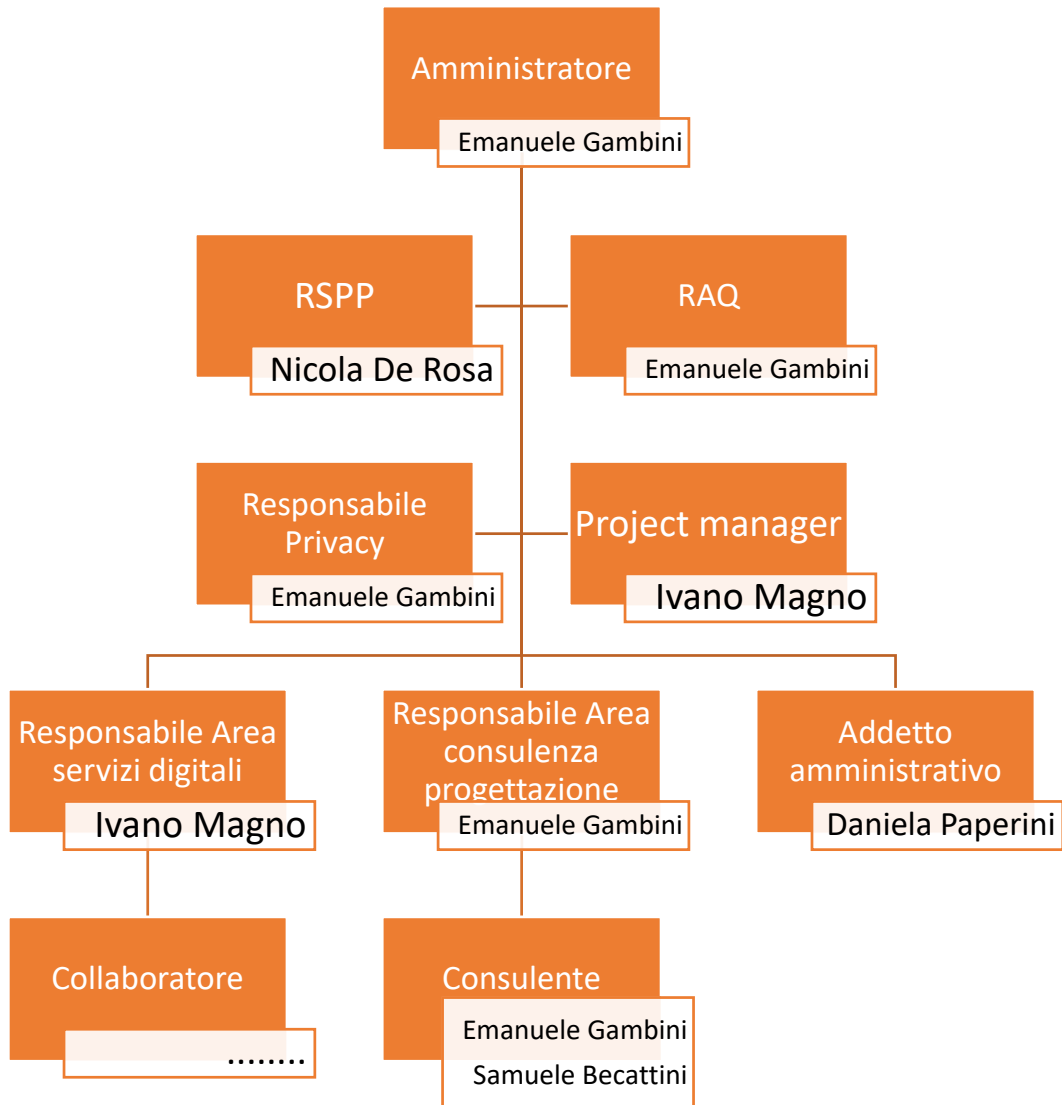 Amministratore
Emanuele Gambini
RSPP
Nicola De Rosa
RAQ
Emanuele Gambini
Responsabile
Privacy
Emanuele Gambini
Project manager
Ivano Magno
Responsabile Area
servizi digitali
Ivano Magno
Responsabile Area
consulenza
progettazione
Emanuele Gambini
Addetto
amministrativo
Daniela Paperini
Collaboratore
........
Consulente
Emanuele Gambini
Samuele Becattini